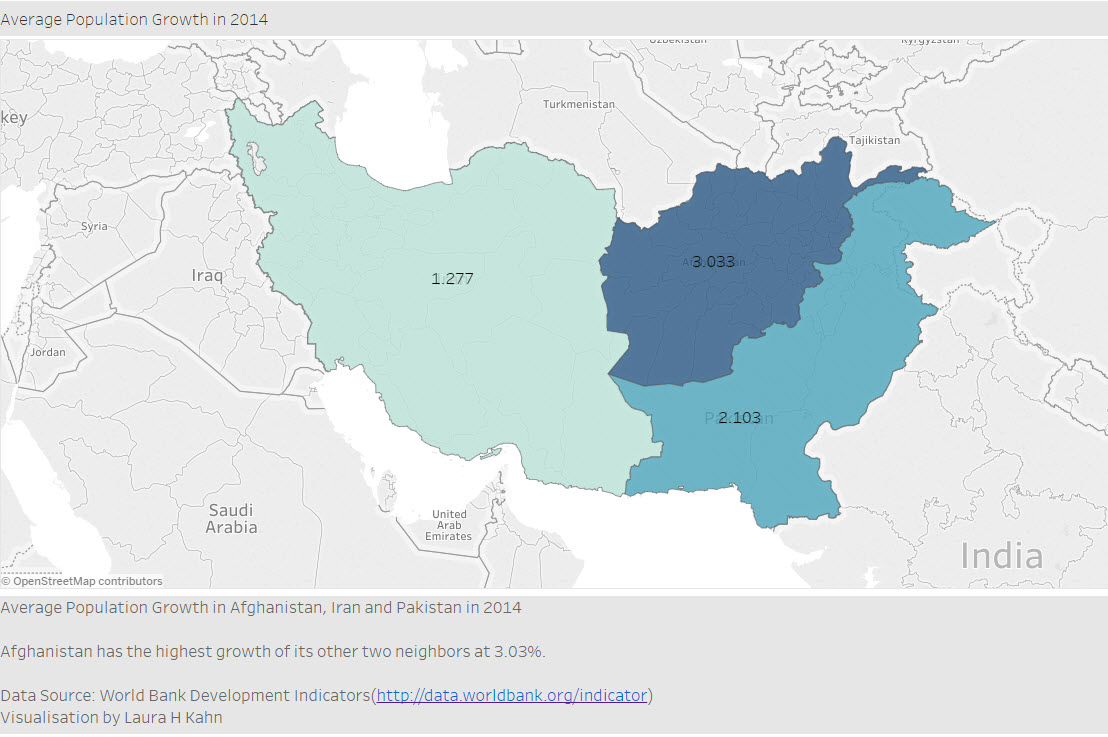 Average Population Growth in 2014
Uzbekistan
Kyrgyzstan
Turkmenistan
key
Tajikistan
Syria
Iraq
3.033
1.277
Jordan
2.103
Saudi
Arabia
United
Arab
Emirates
India
© OpenStreetMap contributors
Average Population Growth in Afghanistan, Iran and Pakistan in 2014
Afghanistan has the highest growth of its other two neighbors at 3.03%.
Data Source: World Bank Development Indicators(http://data.worldbank.org/indicator)
Visualisation by Laura H Kahn